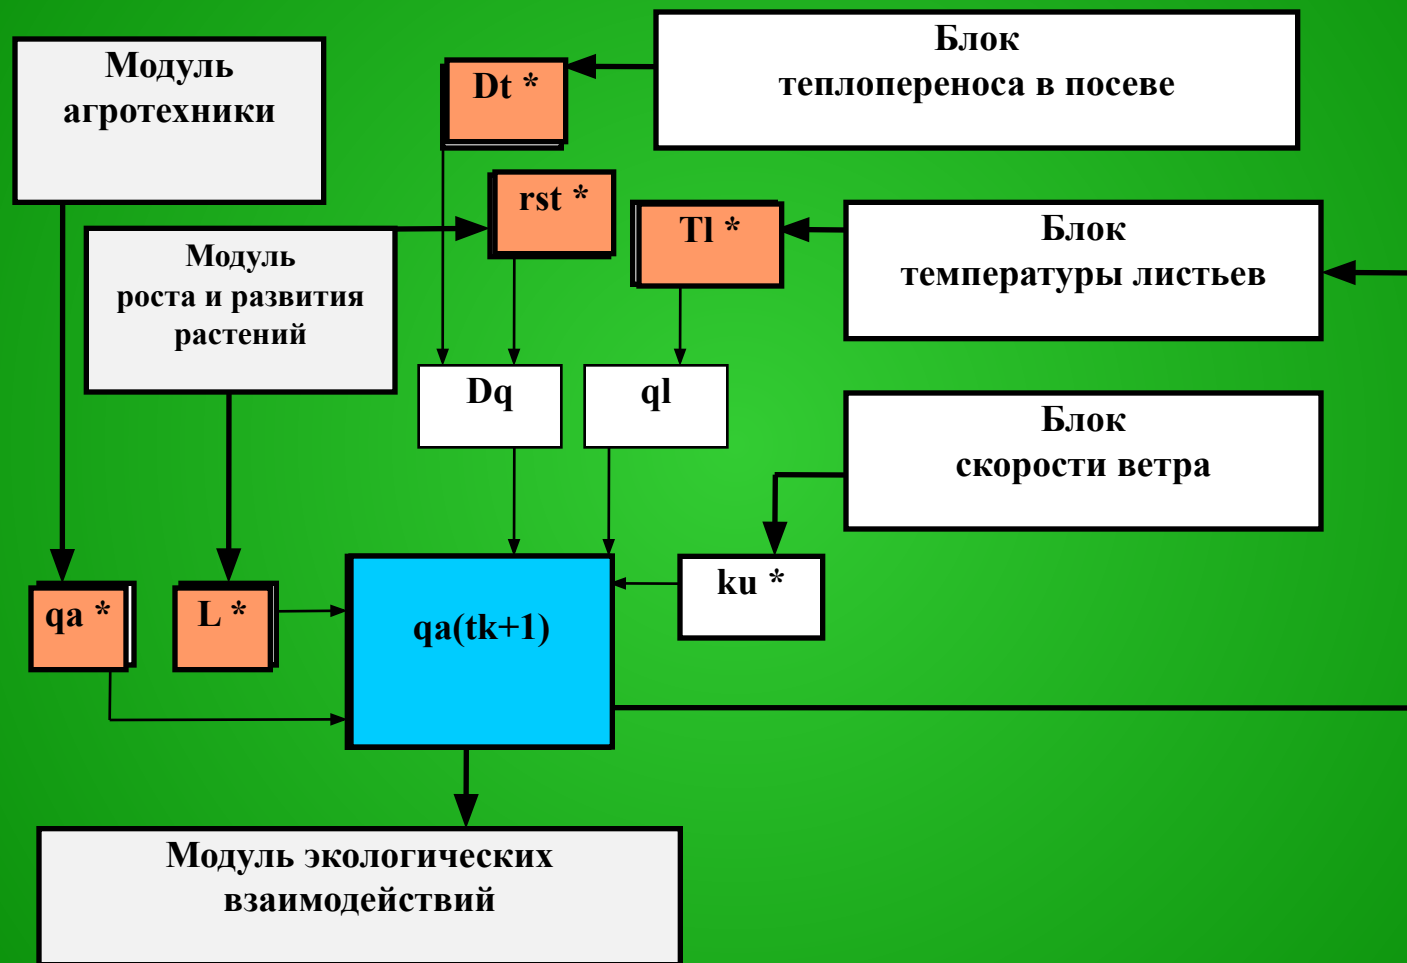 Модуль
агротехники
Dt *
Блок
теплопереноса в посеве
rst *
Tl *
Блок
температуры листьев
Модуль
роста и развития
растений
Dq
ql
Блок
скорости ветра
qa *
L *
qa(tk+1)
ku *
Модуль экологических
взаимодействий